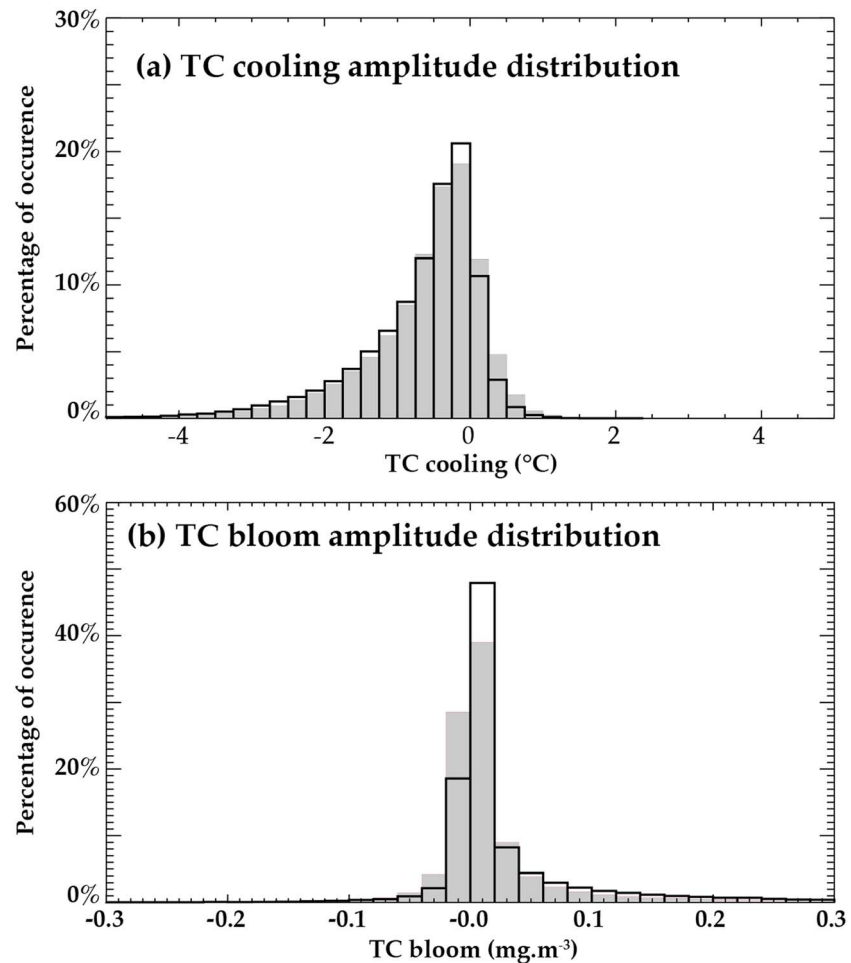 30%
(a) TC cooling amplitude distribution
20%
10%
0%
Percentage of occurence
-4 -2 0 2 4
TC cooling (°C)
60%
(b) TC bloom amplitude distribution
40%
20%
0%
Percentage of occurence
-0.3 -0.2 -0.1 -0.0 0.1 0.2 0.3
TC bloom (mg.m-3)